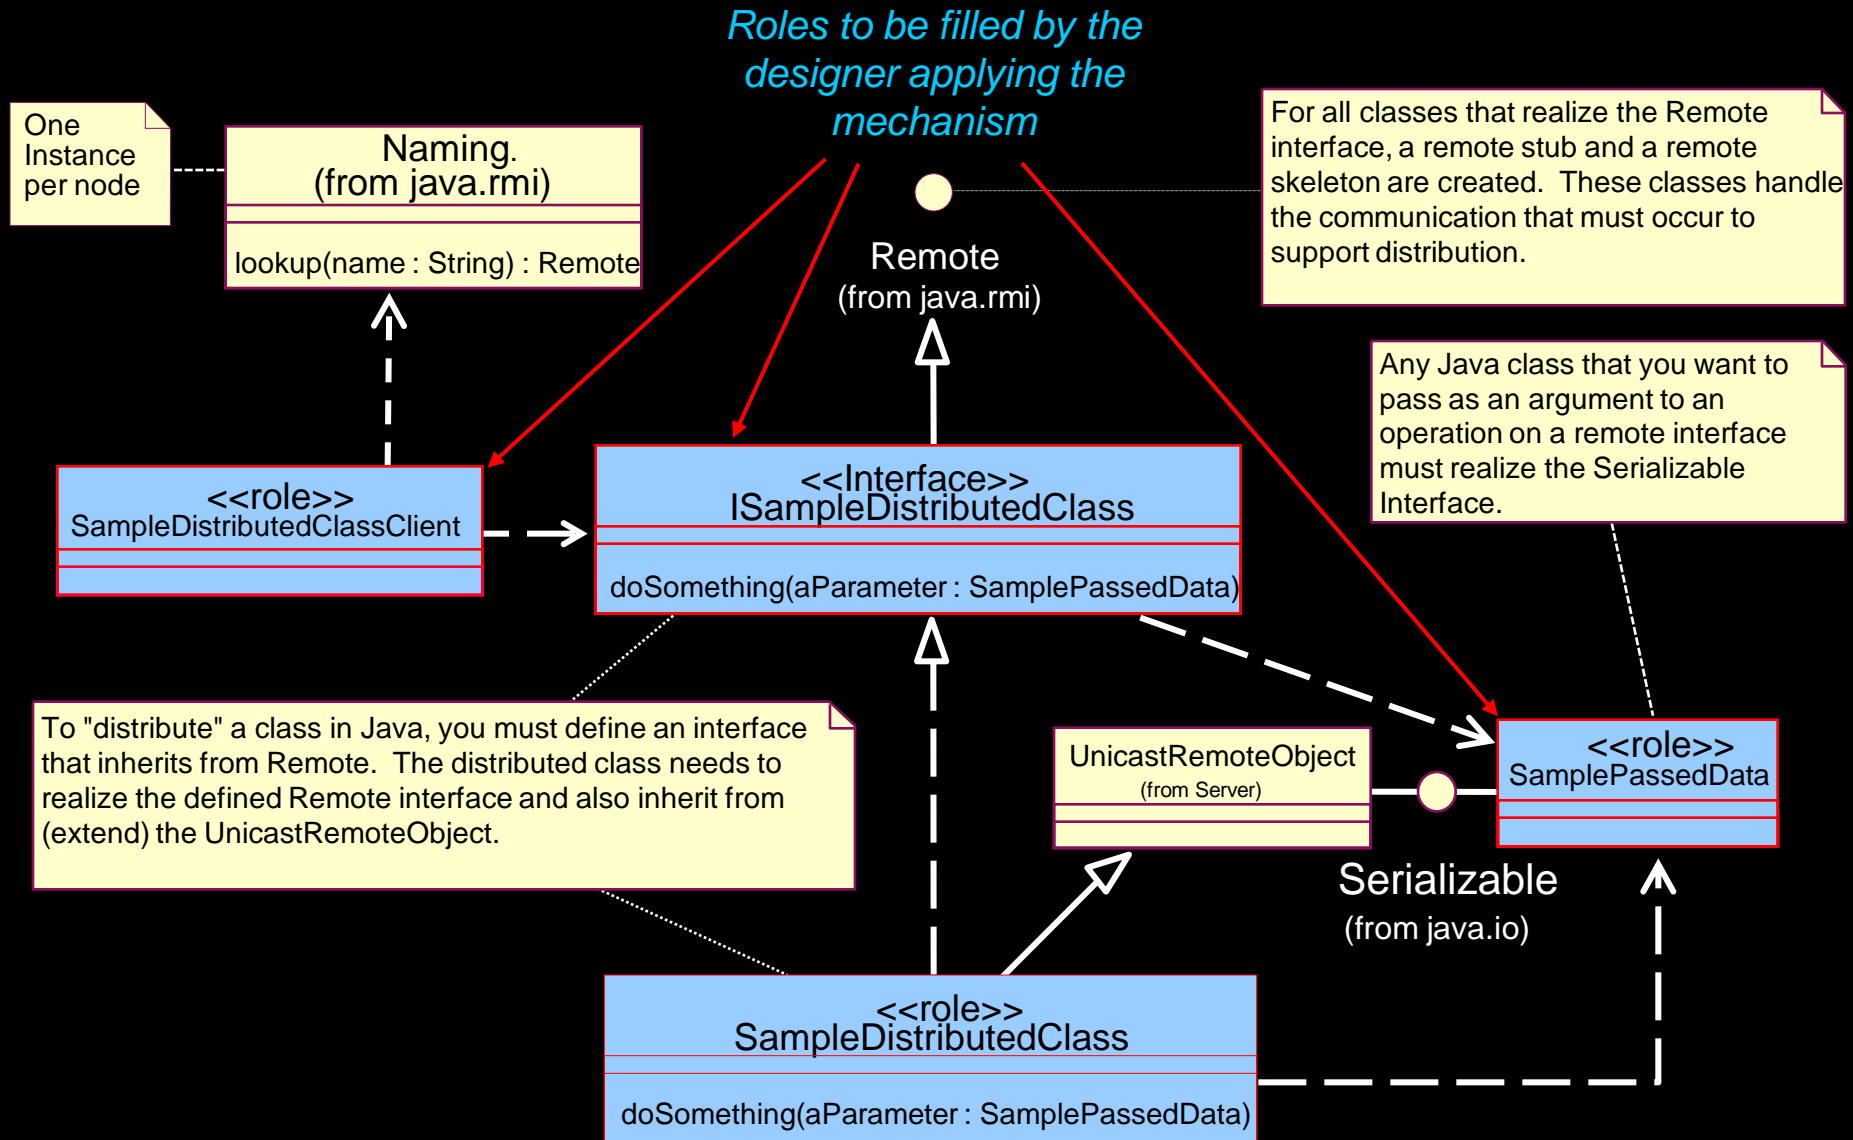 Roles to be filled by the
designer applying the
mechanism
One
Instance
per node
Naming.
(from java.rmi)
lookup(name : String) : Remote
Remote
(from java.rmi)
For all classes that realize the Remote
interface, a remote stub and a remote
skeleton are created.  These classes handle
the communication that must occur to
support distribution.
Any Java class that you want to
pass as an argument to an
operation on a remote interface
must realize the Serializable
Interface.
<<role>>
SampleDistributedClassClient
<<Interface>>
ISampleDistributedClass
doSomething(aParameter : SamplePassedData)
To "distribute" a class in Java, you must define an interface
that inherits from Remote.  The distributed class needs to
realize the defined Remote interface and also inherit from
(extend) the UnicastRemoteObject.
UnicastRemoteObject
(from Server)
<<role>>
SamplePassedData
Serializable
(from java.io)
<<role>>
SampleDistributedClass
doSomething(aParameter : SamplePassedData)